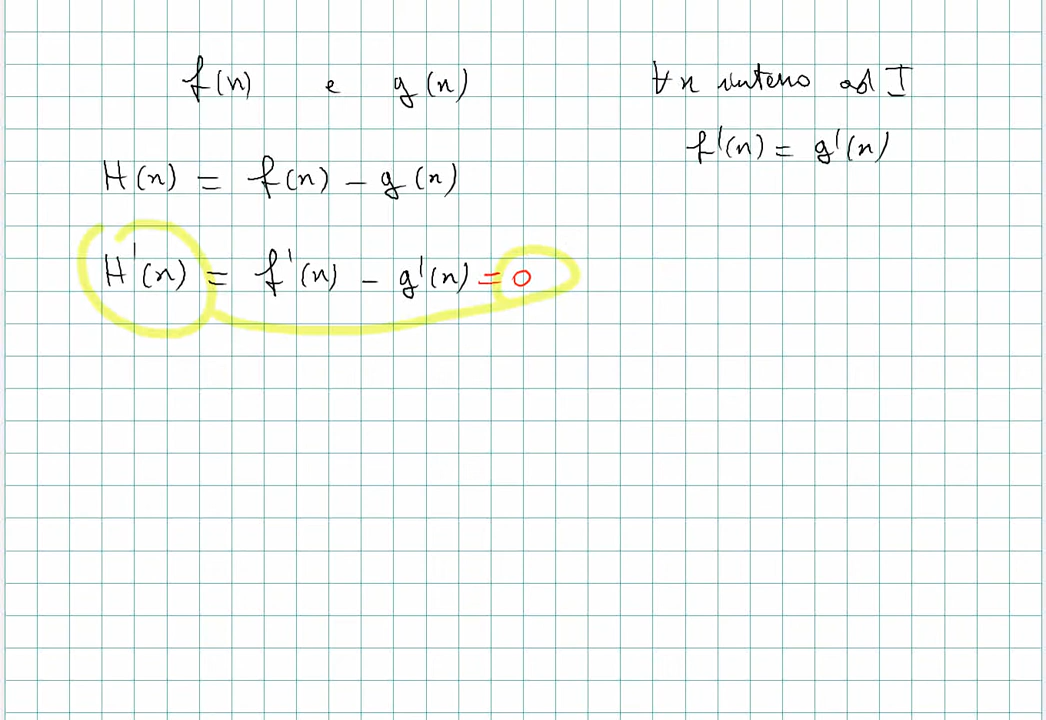 f(x) e g(x) ∀x interno ad I
f'(x) = g'(x)
H(x) = f(x) - g(x)
H'(x) = f'(x) - g'(x) = 0